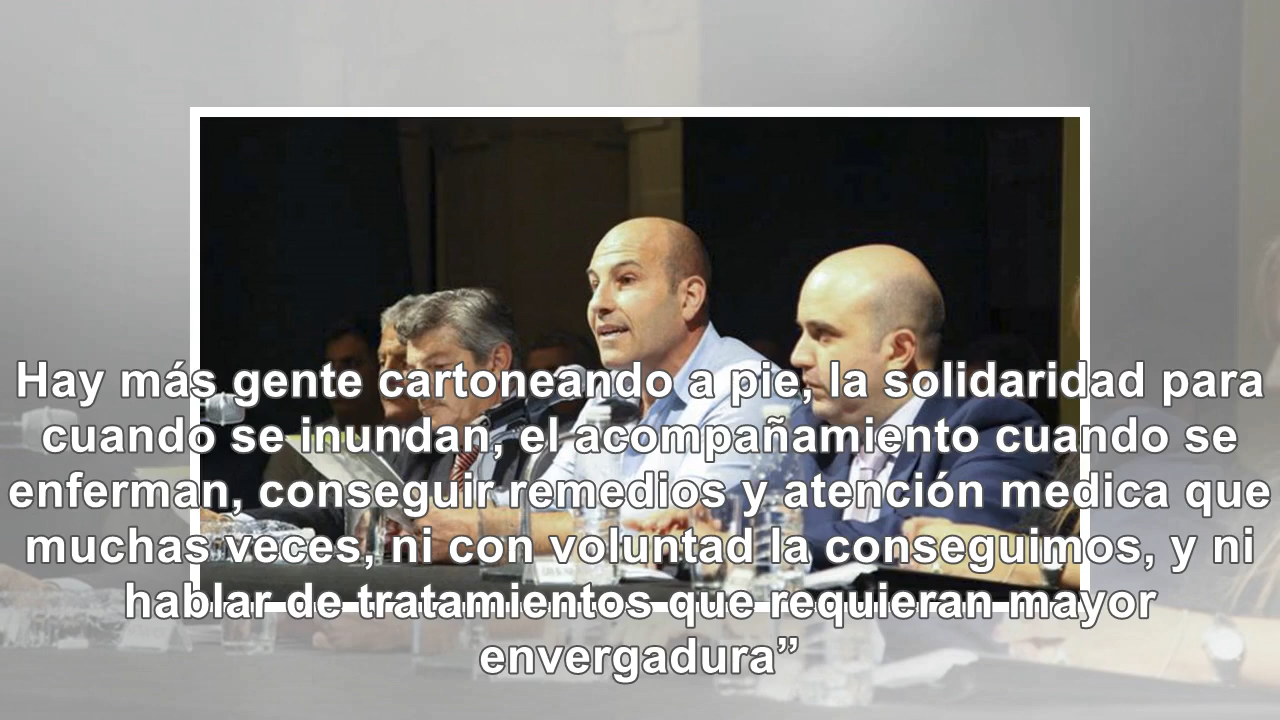 Hay más gente cartoneando a pie, la solidaridad para
cuando se inundan, el acompañamiento cuando se
enferman, conseguir remedios y atención medica que
muchas veces, ni con voluntad la conseguimos, y ni
hablar de tratamientos que requieran mayor
envergadura”